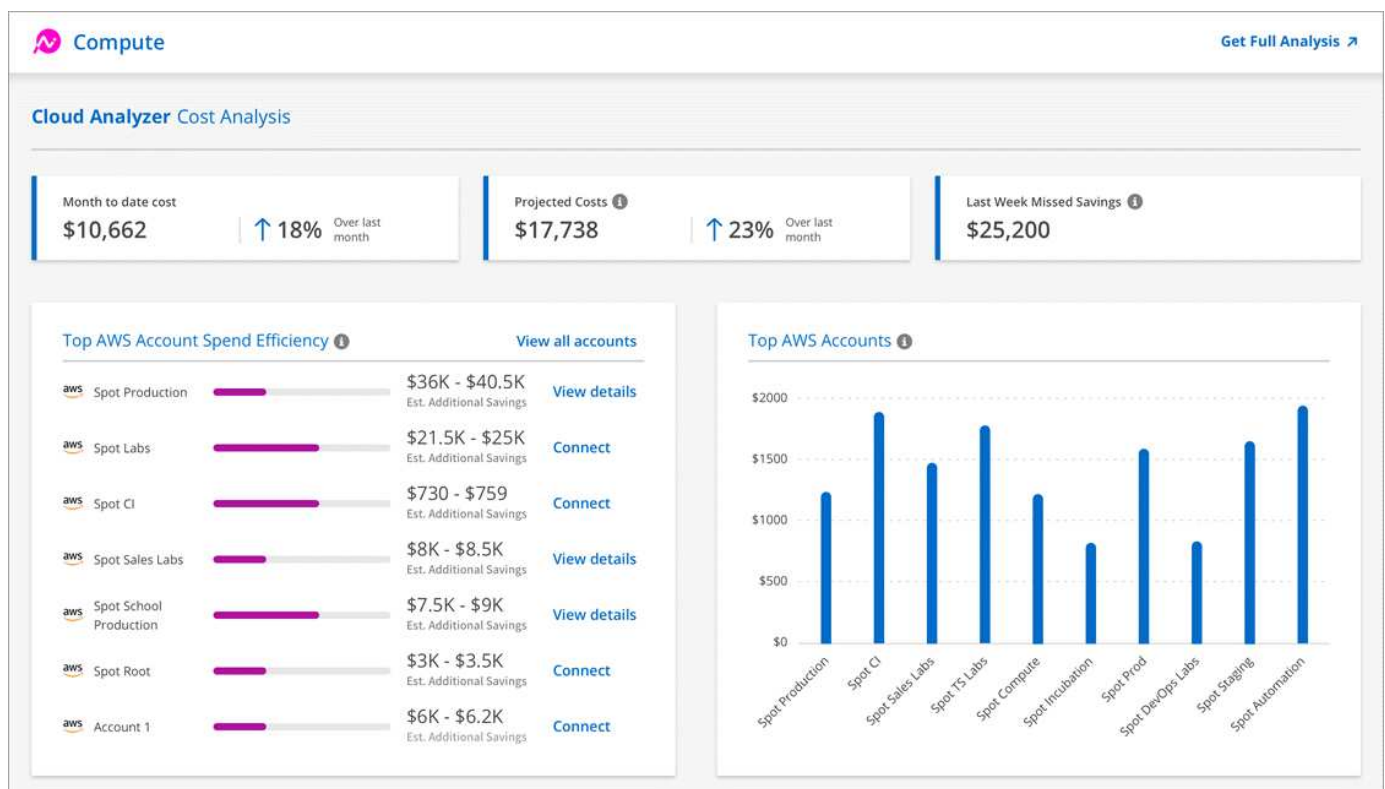 Compute
Get Full Analysis
Cloud Analyzer Cost Analysis
Month to date cost
$10,662
18%
Over last
month
Projected Costs
$17,738
23%
Over last
month
Last Week Missed Savings
$25,200
Top AWS Account Spend Efficiency
View all accounts
aws Spot Production
$36K - $40.5K
Est. Additional Savings
View details
aws Spot Labs
$21.5K - $25K
Est. Additional Savings
Connect
aws Spot CI
$730 - $759
Est. Additional Savings
Connect
aws Spot Sales Labs
$8K - $8.5K
Est. Additional Savings
View details
aws Spot School
Production
$7.5K - $9K
Est. Additional Savings
View details
aws Spot Root
$3K - $3.5K
Est. Additional Savings
Connect
aws Account 1
$6K - $6.2K
Est. Additional Savings
Connect
Top AWS Accounts
$2000
$1500
$1000
$500
$0
Spot Production
Spot CI
Spot Sales Labs
Spot TS Labs
Spot Compute
Spot Incubation
Spot Prod
Spot DevOps Labs
Spot Staging
Spot Automation